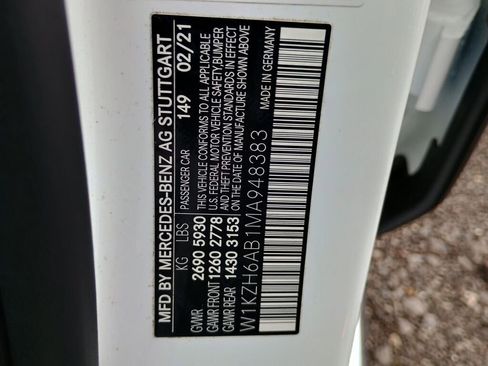 MFD BY MERCEDES-BENZ AG STUTTGART
PASSENGER CAR 149 02/21
KG LBS
GVWR 2690 5930
GAWR FRONT 1260 2778
GAWR REAR 1430 3153
THIS VEHICLE CONFORMS TO ALL APPLICABLE
U.S. FEDERAL MOTOR VEHICLE SAFETY,BUMPER
AND THEFT PREVENTION STANDARDS IN EFFECT
ON THE DATE OF MANUFACTURE SHOWN ABOVE
W1KZH6AB1MA948383
MADE IN GERMANY